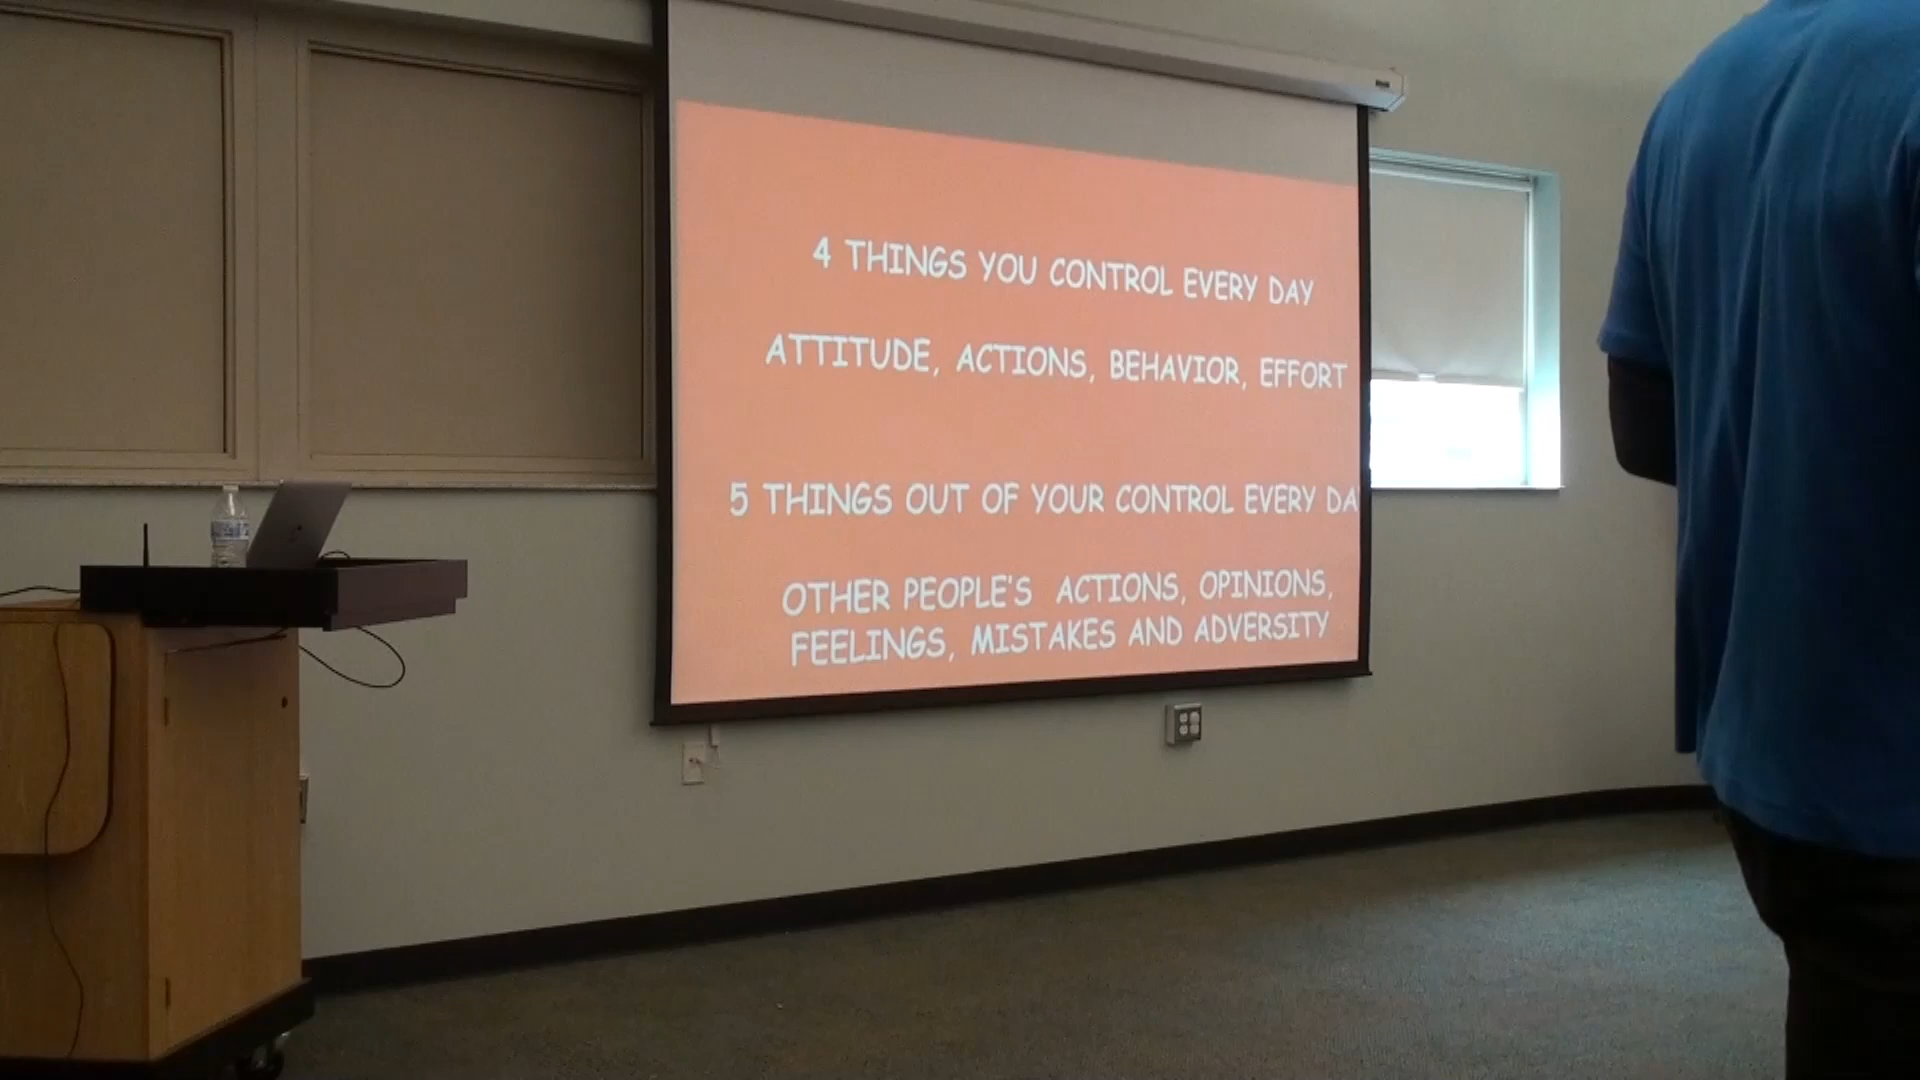 4 THINGS YOU CONTROL EVERY DAY
ATTITUDE, ACTIONS, BEHAVIOR, EFFORT
5 THINGS OUT OF YOUR CONTROL EVERY DA
OTHER PEOPLE'S ACTIONS, OPINIONS,
FEELINGS, MISTAKES AND ADVERSITY